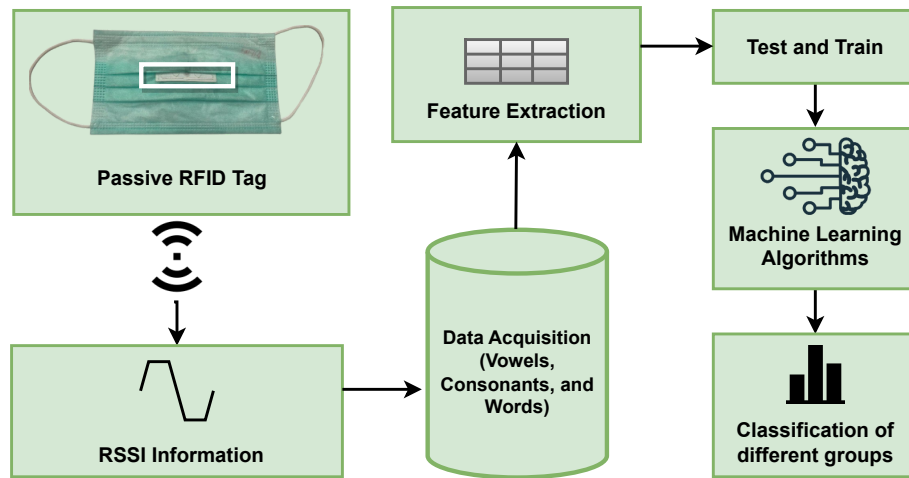 Passive RFID Tag
RSSI Information
Data Acquisition
(Vowels,
Consonants, and
Words)
Feature Extraction
Test and Train
Machine Learning
Algorithms
Classification of
different groups